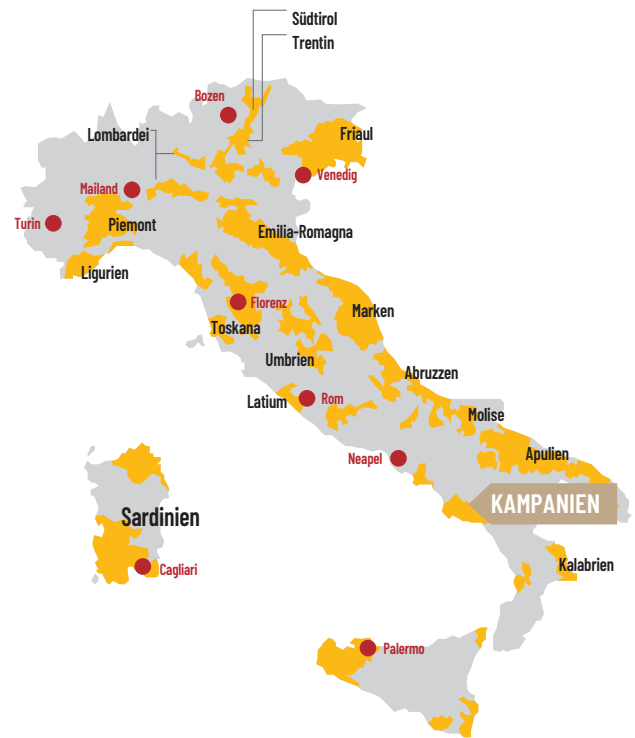 Südtirol
Trentin
Bozen
Lombardei
Friaul
Venedig
Mailand
Turin
Piemont
Emilia-Romagna
Ligurien
Florenz
Marken
Toskana
Umbrien
Abruzzen
Latium
Rom
Molise
Neapel
Apulien
KAMPANIEN
Sardinien
Kalabrien
Cagliari
Palermo